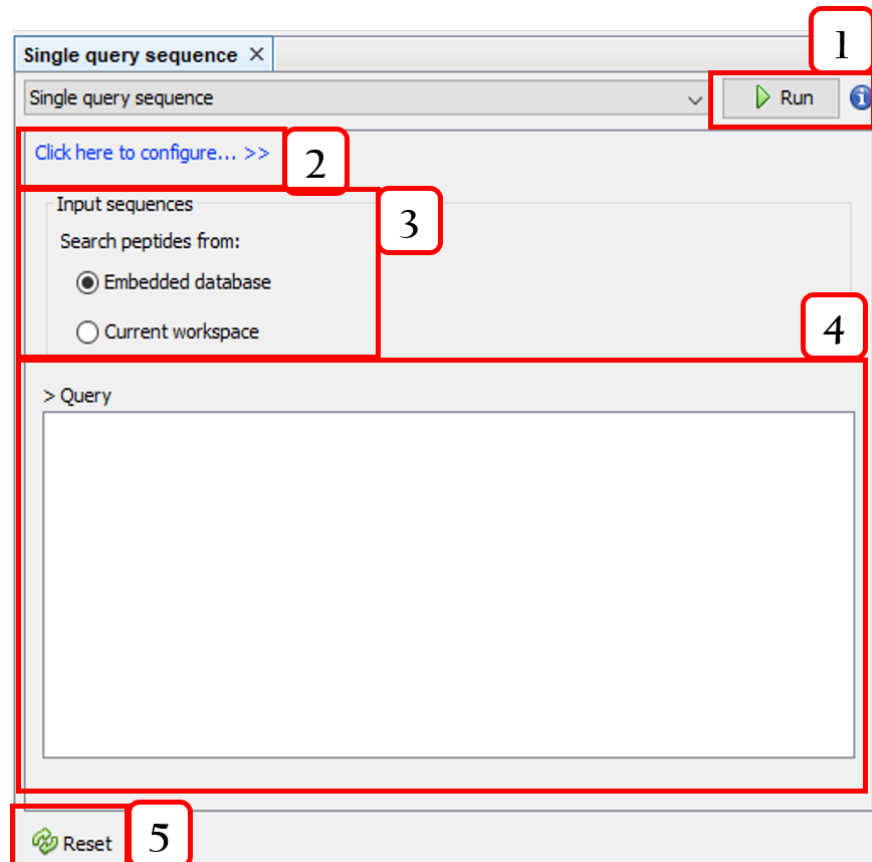 1
Single query sequence
Single query sequence
Run
Click here to configure... >>
2
Input sequences
3
Search peptides from:
Embedded database
Current workspace
4
> Query
Reset
5